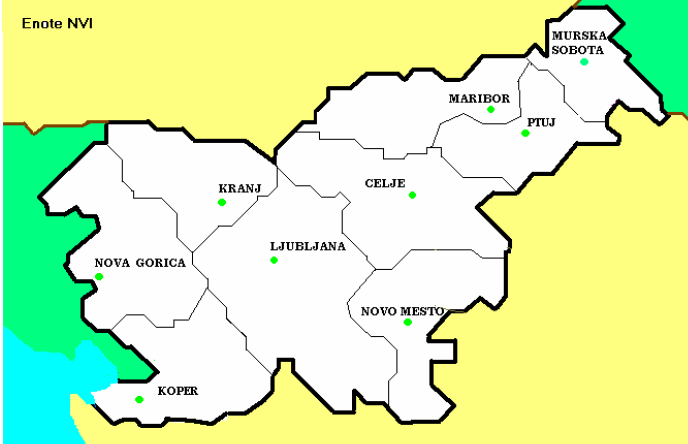 Enote NVI
MURSKA
SOBOTA
MARIBOR
PTUJ
KRANJ
CELJE
LJUBLJANA
NOVA GORICA
NOVO MESTO
KOPER